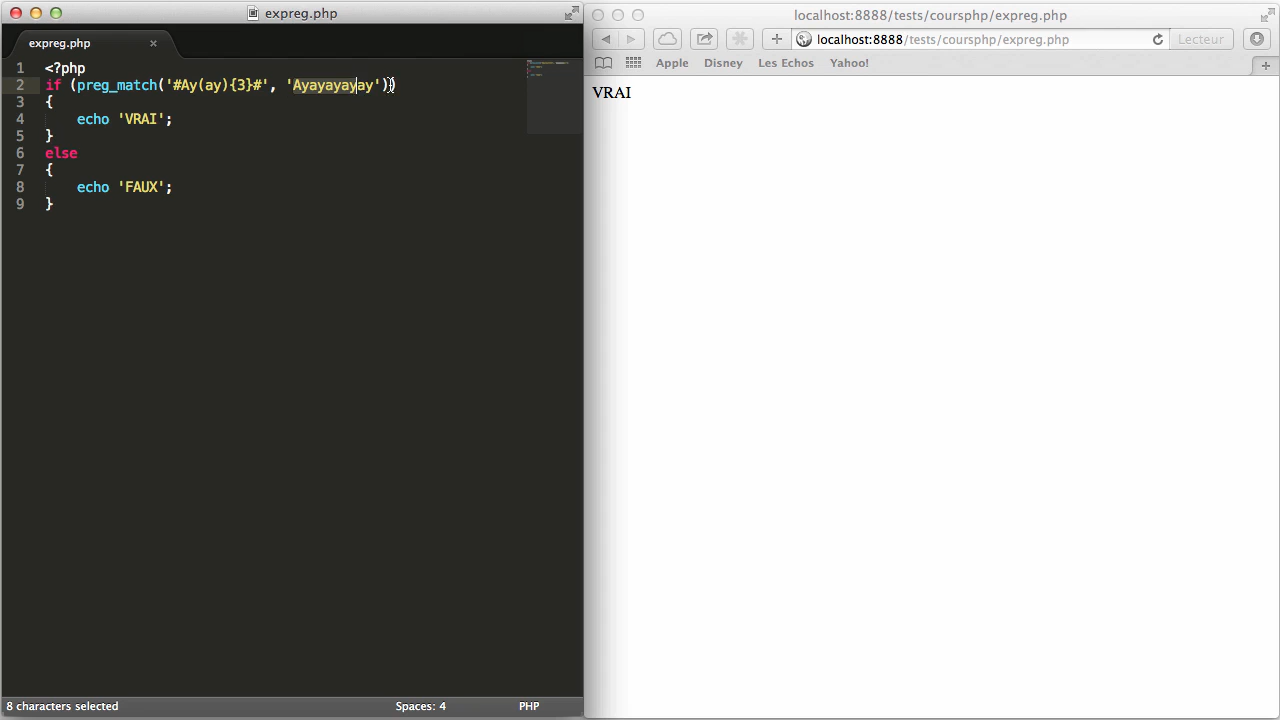 expreg.php
expreg.php
1 <?php
2 if (preg_match('#Ay(ay){3}#', 'Ayayayayay'))
3 {
4 echo 'VRAI';
5 }
6 else
7 {
8 echo 'FAUX';
9 }
8 characters selected
Spaces: 4
PHP
localhost:8888/tests/coursphp/expreg.php
localhost:8888/tests/coursphp/expreg.php
Lecteur
Apple Disney Les Echos Yahoo!
VRAI